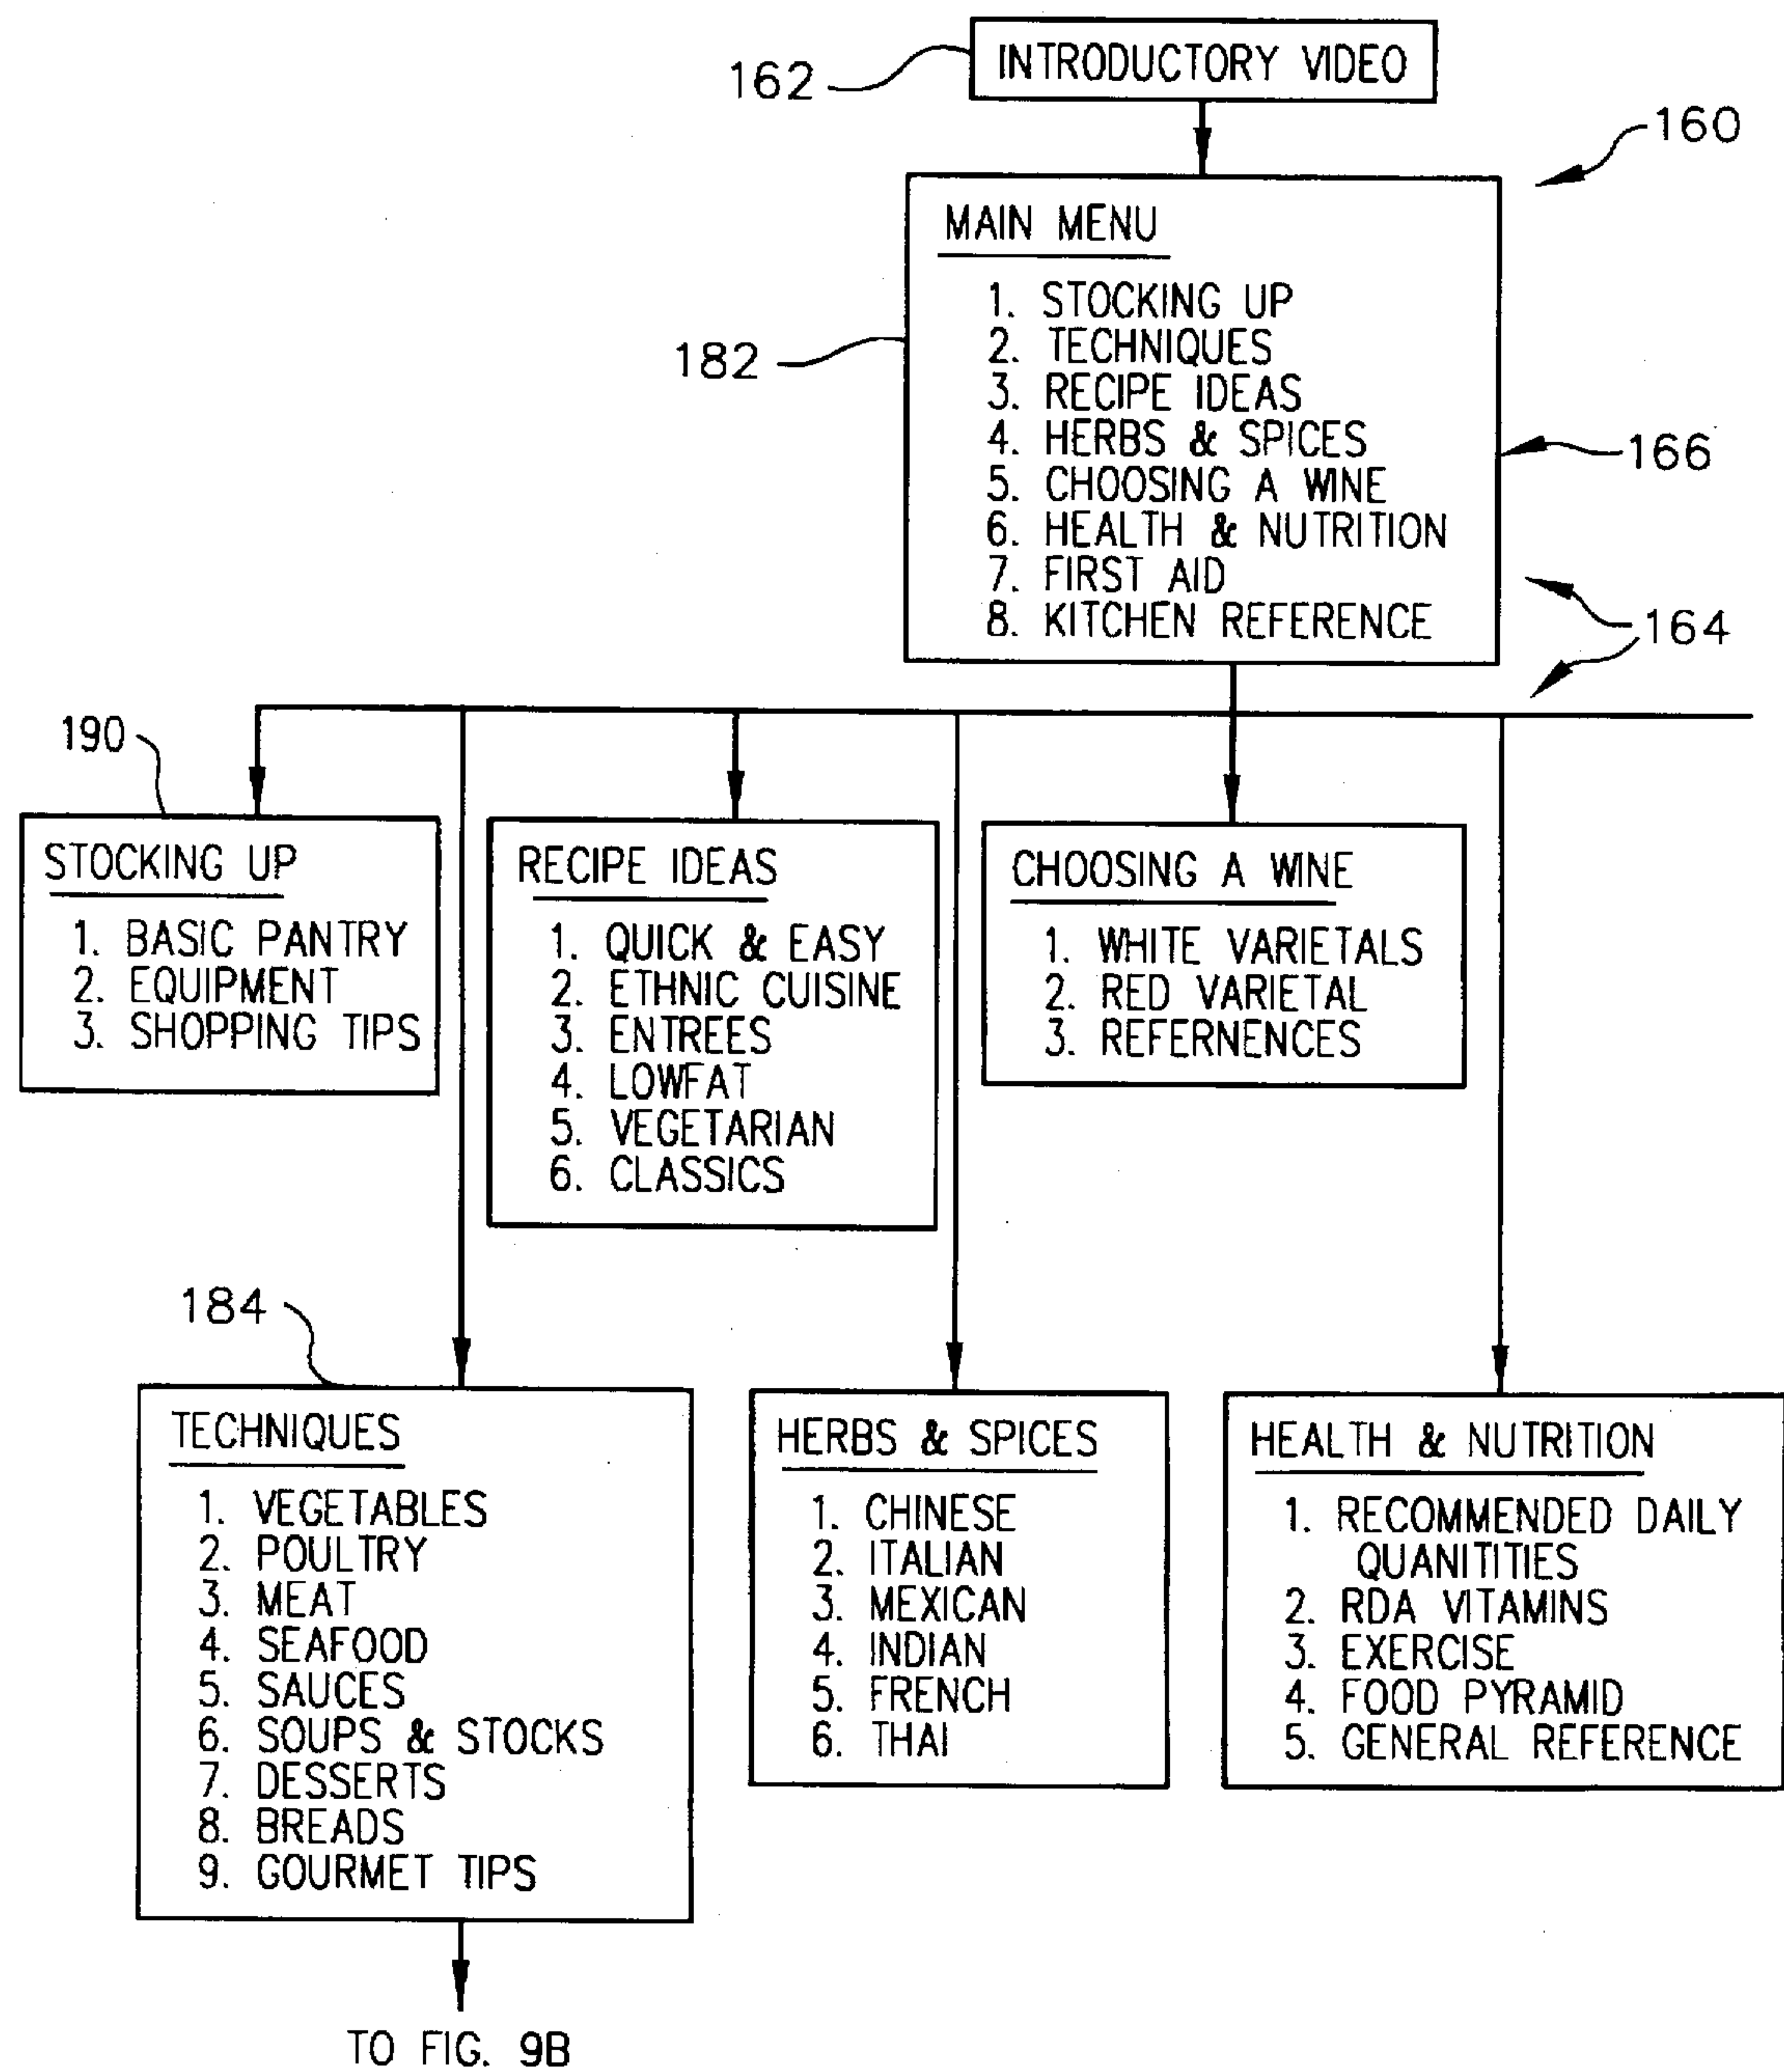 INTRODUCTORY VIDEO
162
160
MAIN MENU
1. STOCKING UP
2. TECHNIQUES
3. RECIPE IDEAS
4. HERBS & SPICES
5. CHOOSING A WINE
6. HEALTH & NUTRITION
7. FIRST AID
8. KITCHEN REFERENCE
182
166
164
190
STOCKING UP
1. BASIC PANTRY
2. EQUIPMENT
3. SHOPPING TIPS
RECIPE IDEAS
1. QUICK & EASY
2. ETHNIC CUISINE
3. ENTREES
4. LOWFAT
5. VEGETARIAN
6. CLASSICS
CHOOSING A WINE
1. WHITE VARIETALS
2. RED VARIETAL
3. REFERNENCES
184
TECHNIQUES
1. VEGETABLES
2. POULTRY
3. MEAT
4. SEAFOOD
5. SAUCES
6. SOUPS & STOCKS
7. DESSERTS
8. BREADS
9. GOURMET TIPS
HERBS & SPICES
1. CHINESE
2. ITALIAN
3. MEXICAN
4. INDIAN
5. FRENCH
6. THAI
HEALTH & NUTRITION
1. RECOMMENDED DAILY
QUANITITIES
2. RDA VITAMINS
3. EXERCISE
4. FOOD PYRAMID
5. GENERAL REFERENCE
TO FIG. 9B